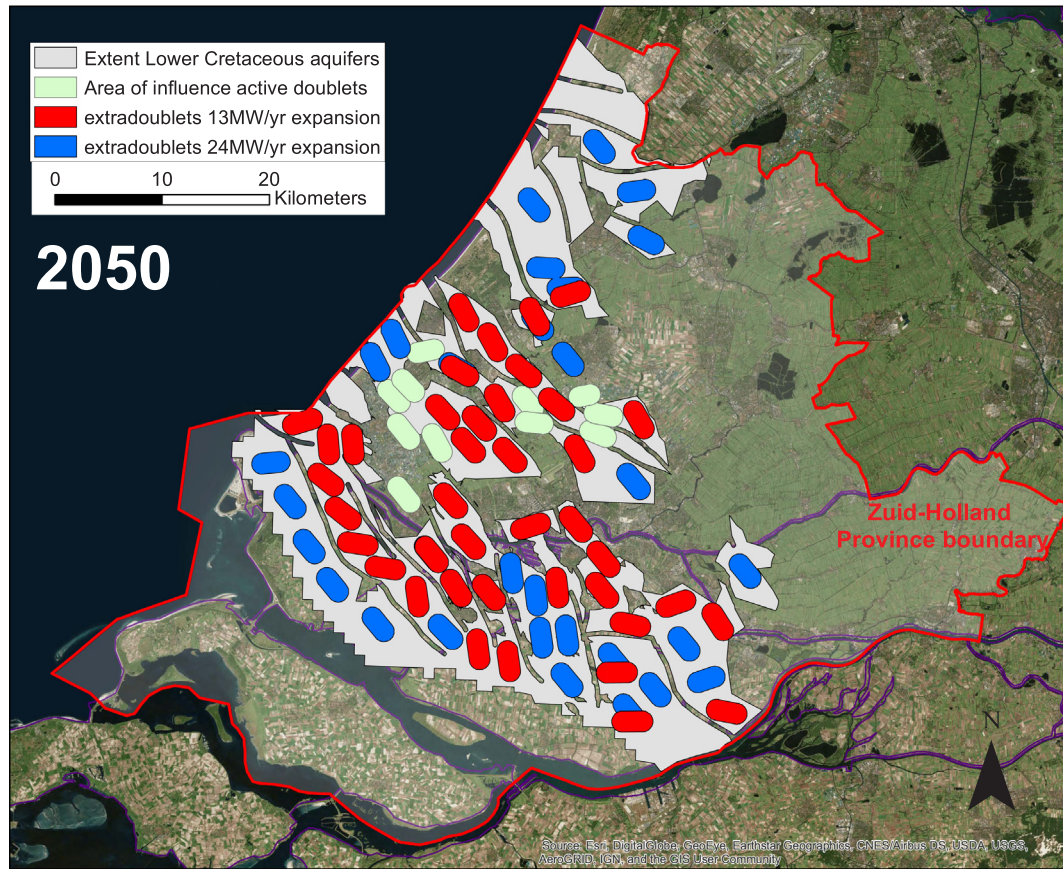 Extent Lower Cretaceous aquifers
Area of influence active doublets
extradoublets 13MW/yr expansion
extradoublets 24MW/yr expansion
0 10 20
Kilometers
2050
Zuid-Holland
Province boundary
N
Source: Esri, DigitalGlobe, GeoEye, Earthstar Geographics, CNES/Airbus DS, USDA, USGS,
AeroGRID, IGN, and the GIS User Community